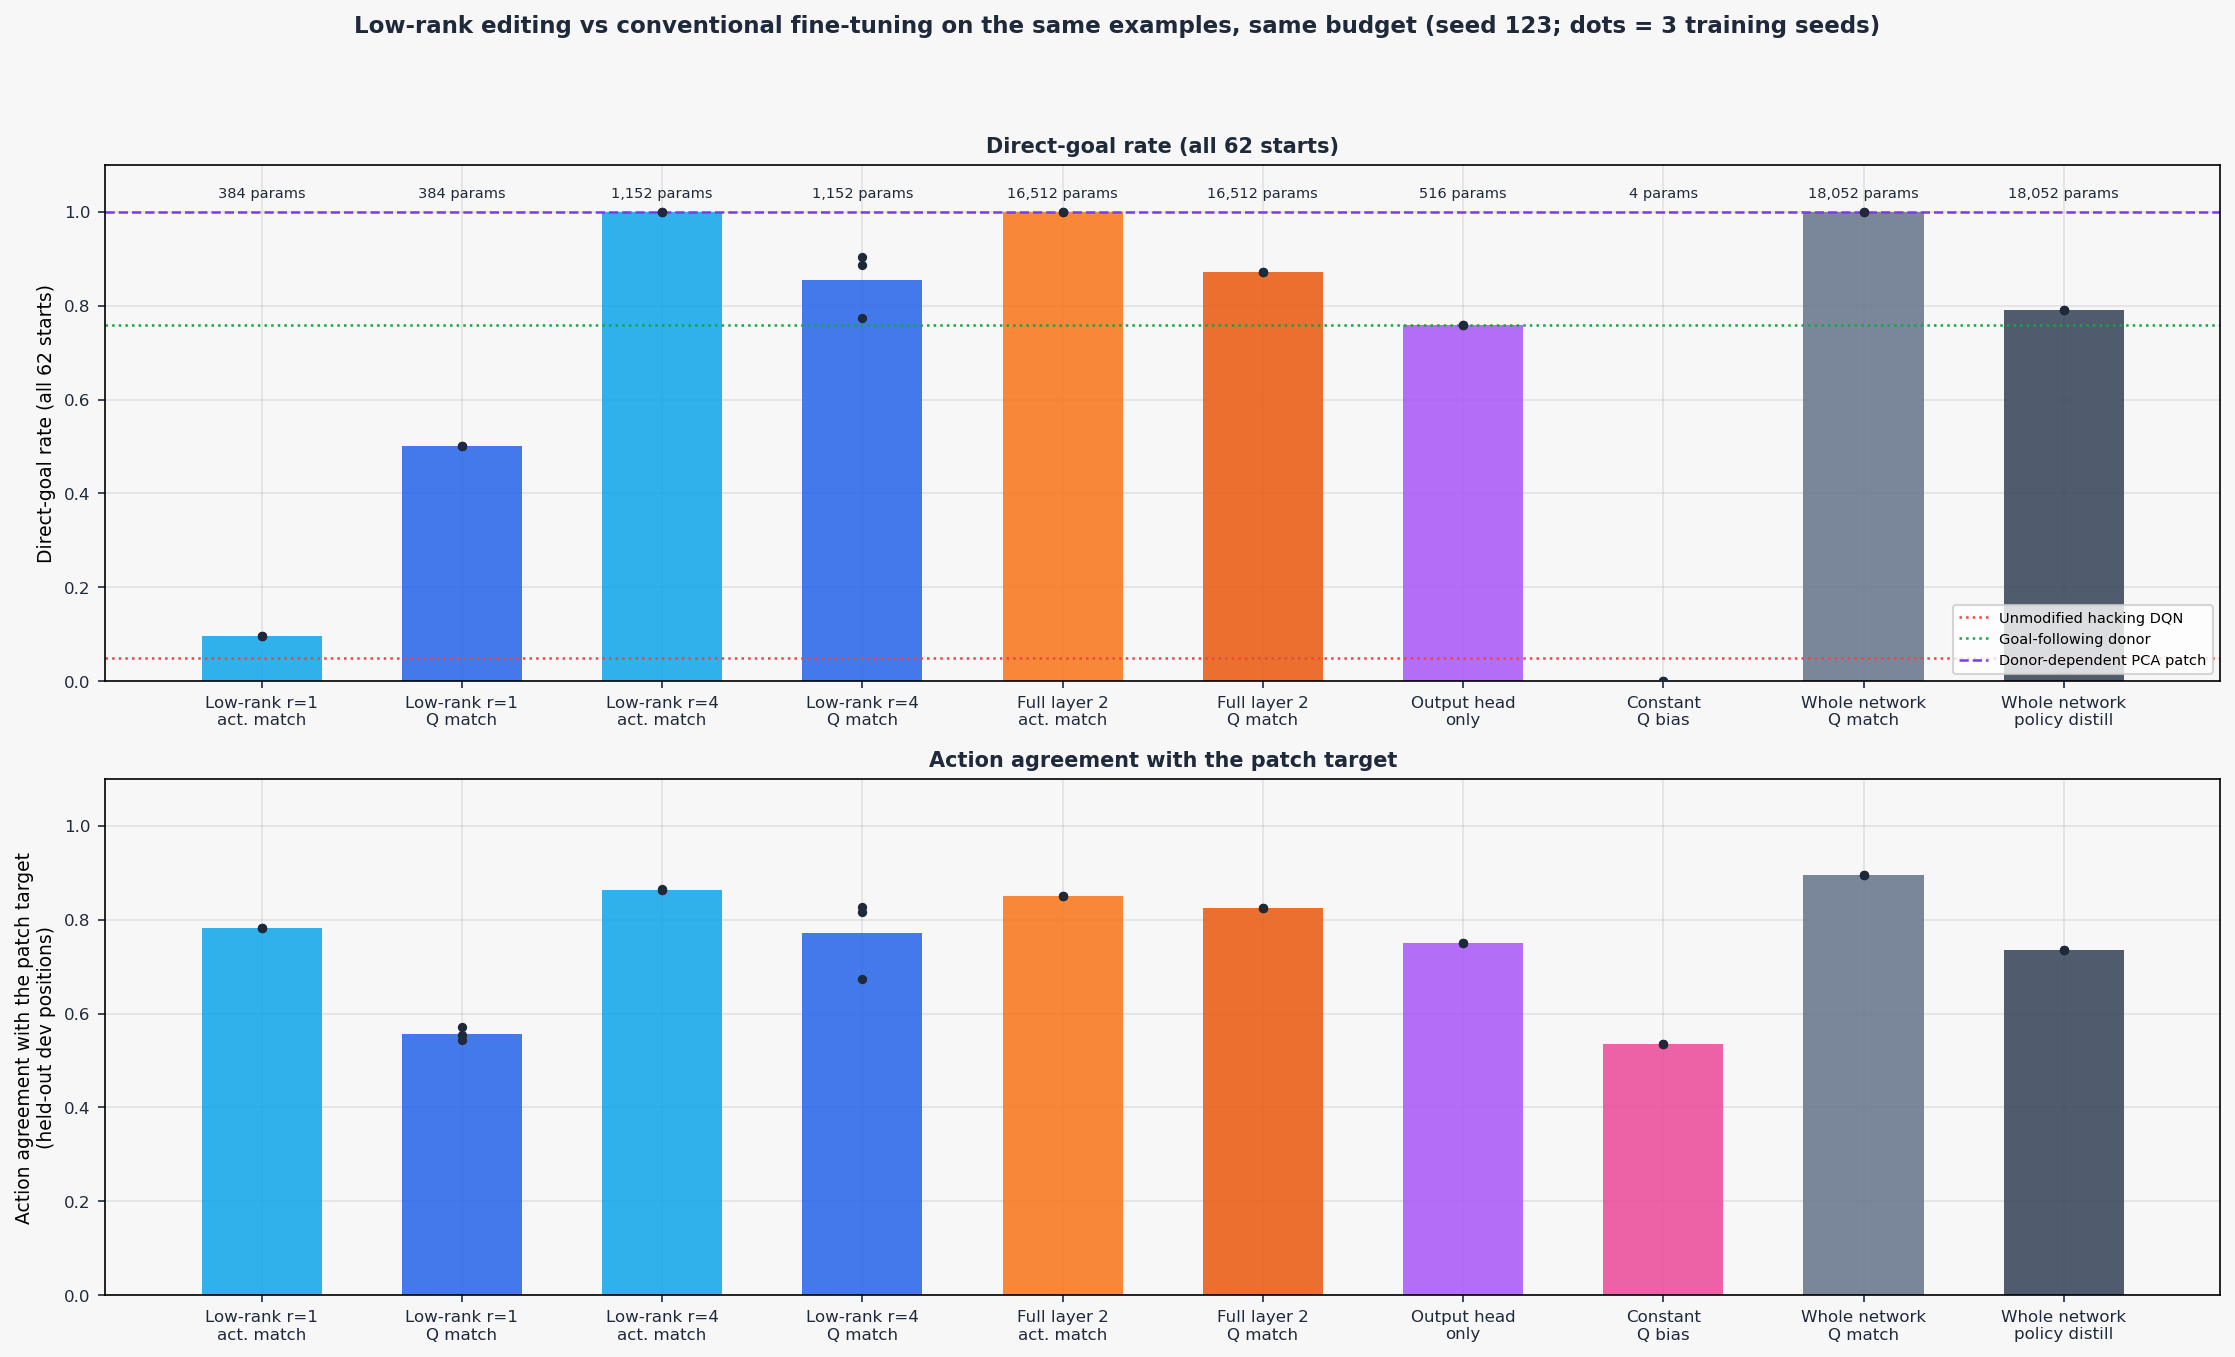 Low-rank editing vs conventional fine-tuning on the same examples, same budget (seed 123; dots = 3 training seeds)
Direct-goal rate (all 62 starts)
Direct-goal rate (all 62 starts)
1.0
0.8
0.6
0.4
0.2
0.0
384 params
384 params
1,152 params
1,152 params
16,512 params
16,512 params
516 params
4 params
18,052 params
18,052 params
Unmodified hacking DQN
Goal-following donor
Donor-dependent PCA patch
Low-rank r=1
act. match
Low-rank r=1
Q match
Low-rank r=4
act. match
Low-rank r=4
Q match
Full layer 2
act. match
Full layer 2
Q match
Output head
only
Constant
Q bias
Whole network
Q match
Whole network
policy distill
Action agreement with the patch target
Action agreement with the patch target
(held-out dev positions)
1.0
0.8
0.6
0.4
0.2
0.0
Low-rank r=1
act. match
Low-rank r=1
Q match
Low-rank r=4
act. match
Low-rank r=4
Q match
Full layer 2
act. match
Full layer 2
Q match
Output head
only
Constant
Q bias
Whole network
Q match
Whole network
policy distill